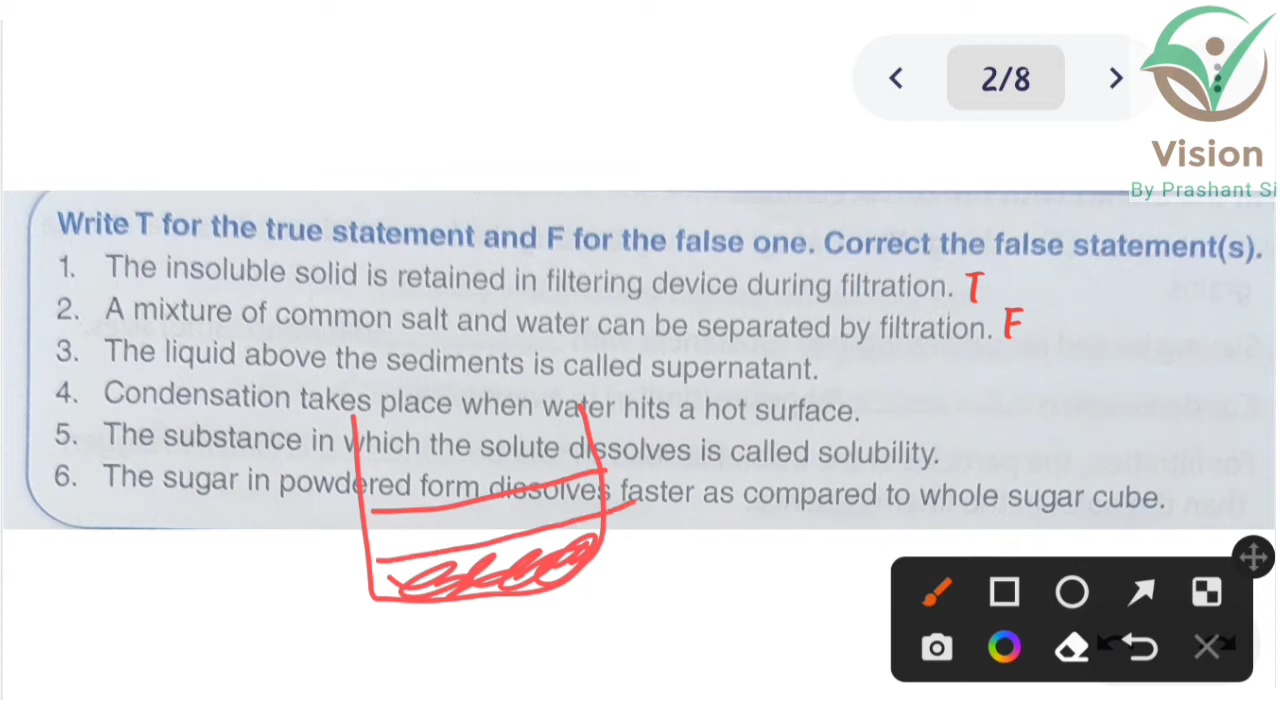 2/8
Vision
By Prashant Si
Write T for the true statement and F for the false one. Correct the false statement(s).
1. The insoluble solid is retained in filtering device during filtration. T
2. A mixture of common salt and water can be separated by filtration. F
3. The liquid above the sediments is called supernatant.
4. Condensation takes place when water hits a hot surface.
5. The substance in which the solute dissolves is called solubility.
6. The sugar in powdered form dissolves faster as compared to whole sugar cube.